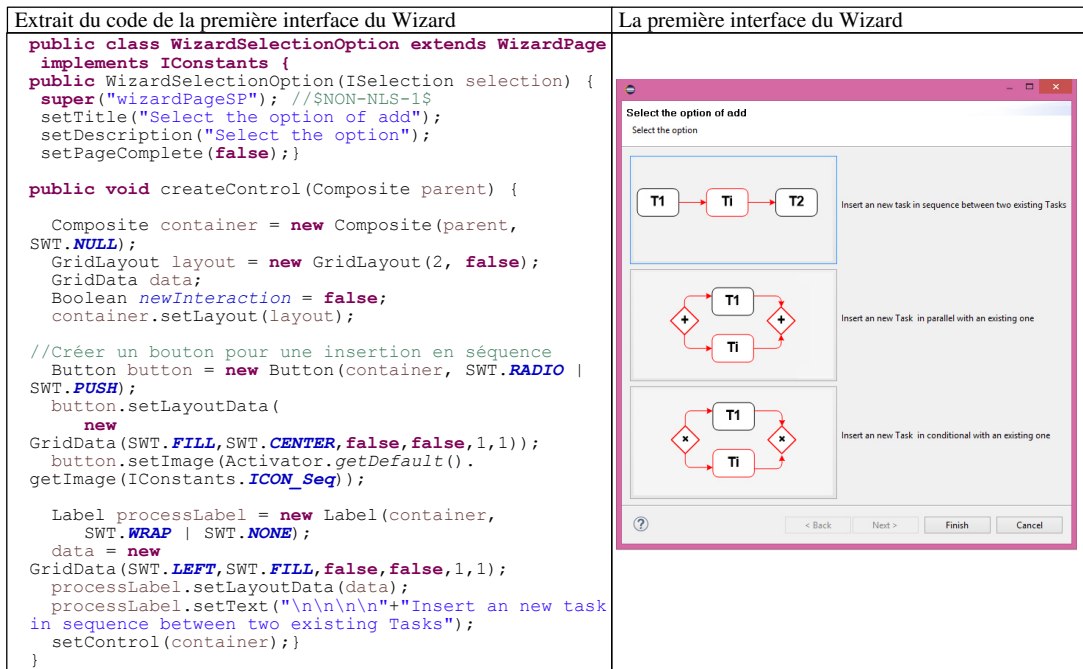 Extrait du code de la première interface du Wizard
public class WizardSelectionOption extends WizardPage
implements IConstants {
public WizardSelectionOption(ISelection selection) {
super("wizardPageSP"); //$NON-NLS-1$
setTitle("Select the option of add");
setDescription("Select the option");
setPageComplete(false);}
public void createControl(Composite parent) {
Composite container = new Composite(parent,
SWT.NULL);
GridLayout layout = new GridLayout(2, false);
GridData data;
Boolean newInteraction = false;
container.setLayout(layout);
//Créer un bouton pour une insertion en séquence
Button button = new Button(container, SWT.RADIO |
SWT.PUSH);
button.setLayoutData(
new
GridData(SWT.FILL,SWT.CENTER,false,false,1,1));
button.setImage(Activator.getDefault().
getImage(IConstants.ICON_Seq));
Label processLabel = new Label(container,
SWT.WRAP | SWT.NONE);
data = new
GridData(SWT.LEFT,SWT.FILL,false,false,1,1);
processLabel.setLayoutData(data);
processLabel.setText("\n\n\n\n"+"Insert an new task
in sequence between two existing Tasks");
setControl(container);}
}
La première interface du Wizard
Select the option of add
Select the option
T1 Ti T2
Insert an new task in sequence between two existing Tasks
T1
+ +
Ti
Insert an new Task in parallel with an existing one
T1
× ×
Ti
Insert an new Task in conditional with an existing one
? < Back Next > Finish Cancel